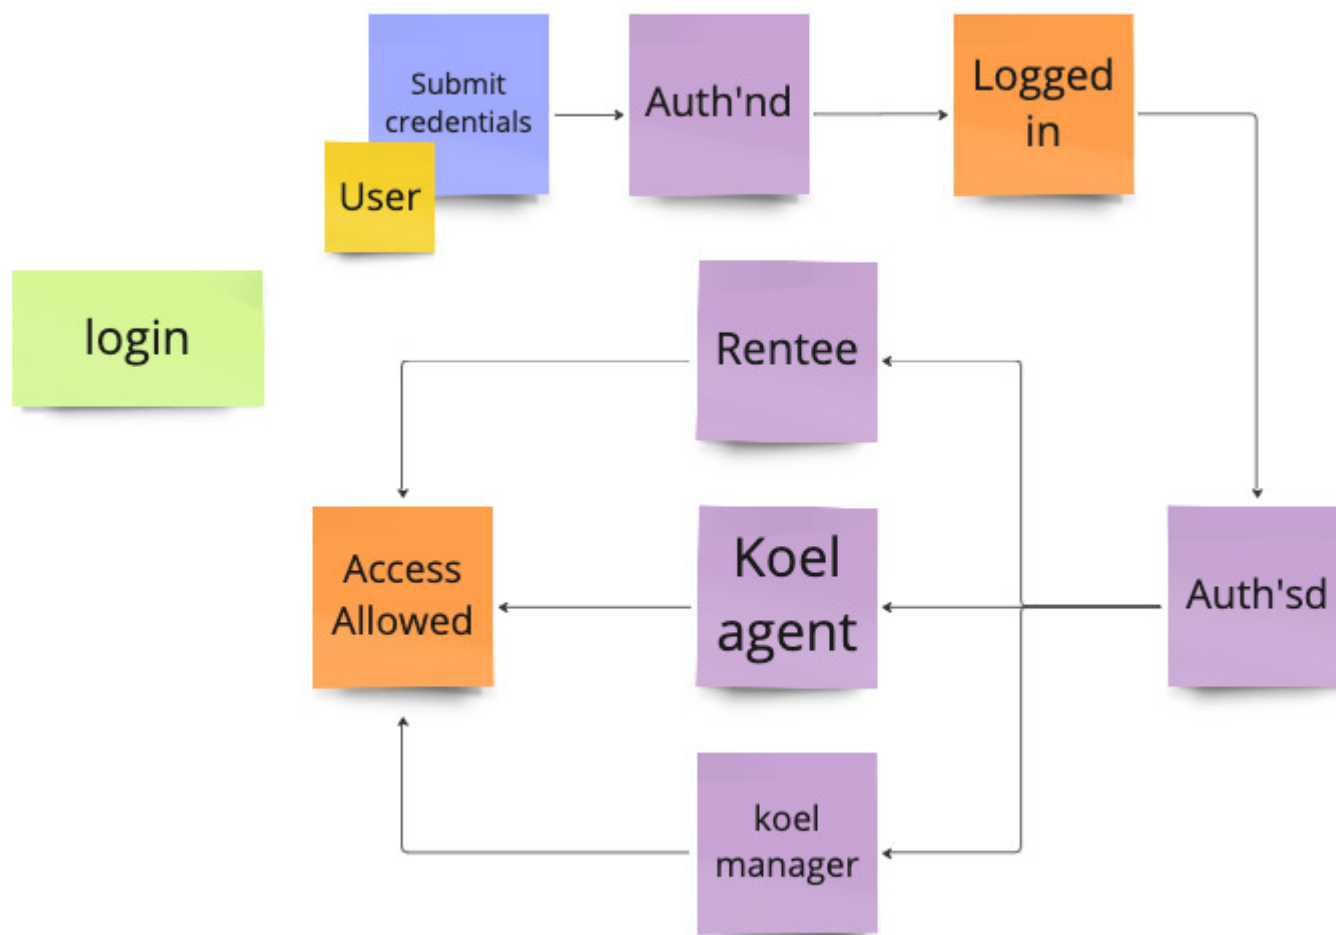 Submit
credentials
Auth'nd
Logged
in
User
login
Rentee
Access
Allowed
Koel
agent
Auth'sd
koel
manager